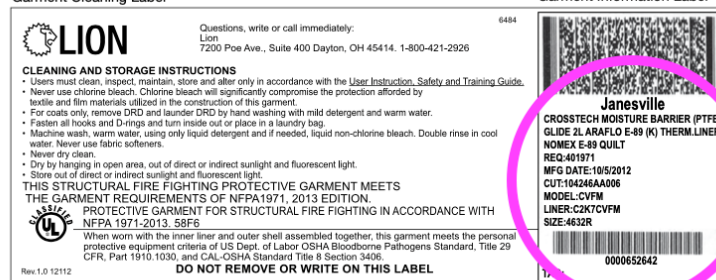 Garment Cleaning Label
Garment Information Label
6484
LION
Questions, write or call immediately:
Lion
7200 Poe Ave., Suite 400 Dayton, OH 45414. 1-800-421-2926
CLEANING AND STORAGE INSTRUCTIONS
• Users must clean, inspect, maintain, store and alter only in accordance with the User Instruction, Safety and Training Guide.
• Never use chlorine bleach. Chlorine bleach will significantly compromise the protection afforded by
textile and film materials utilized in the construction of this garment.
• For coats only, remove DRD and launder DRD by hand washing with mild detergent and warm water.
• Fasten all hooks and D-rings and turn inside out or place in a laundry bag.
• Machine wash, warm water, using only liquid detergent and if needed, liquid non-chlorine bleach. Double rinse in cool
water. Never use fabric softeners.
• Never dry clean.
• Dry by hanging in open area, out of direct or indirect sunlight and fluorescent light.
• Store out of direct or indirect sunlight and fluorescent light.
THIS STRUCTURAL FIRE FIGHTING PROTECTIVE GARMENT MEETS
THE GARMENT REQUIREMENTS OF NFPA1971, 2013 EDITION.
CLASSIFIED
UL
PROTECTIVE GARMENT FOR STRUCTURAL FIRE FIGHTING IN ACCORDANCE WITH
NFPA 1971-2013. 58F6
When worn with the inner liner and outer shell assembled together, this garment meets the personal
protective equipment criteria of US Dept. of Labor OSHA Bloodborne Pathogens Standard, Title 29
CFR, Part 1910.1030, and CAL-OSHA Standard Title 8 Section 3406.
Rev.1.0 12112
DO NOT REMOVE OR WRITE ON THIS LABEL
Janesville
CROSSTECH MOISTURE BARRIER (PTFE
GLIDE 2L ARAFLO E-89 (K) THERM.LINER
NOMEX E-89 QUILT
REQ:401971
MFG DATE:10/5/2012
CUT:104246AA006
MODEL:CVFM
LINER:C2K7CVFM
SIZE:4632R
0000652642